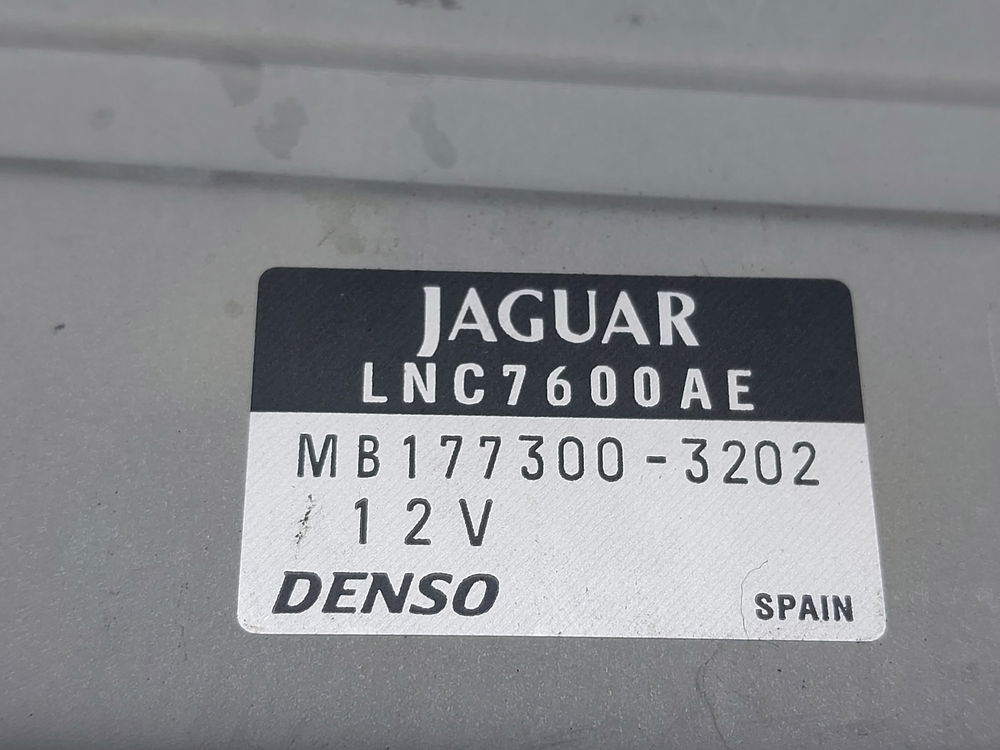 JAGUAR
LNC7600AE
MB177300-3202
12V
DENSO
SPAIN